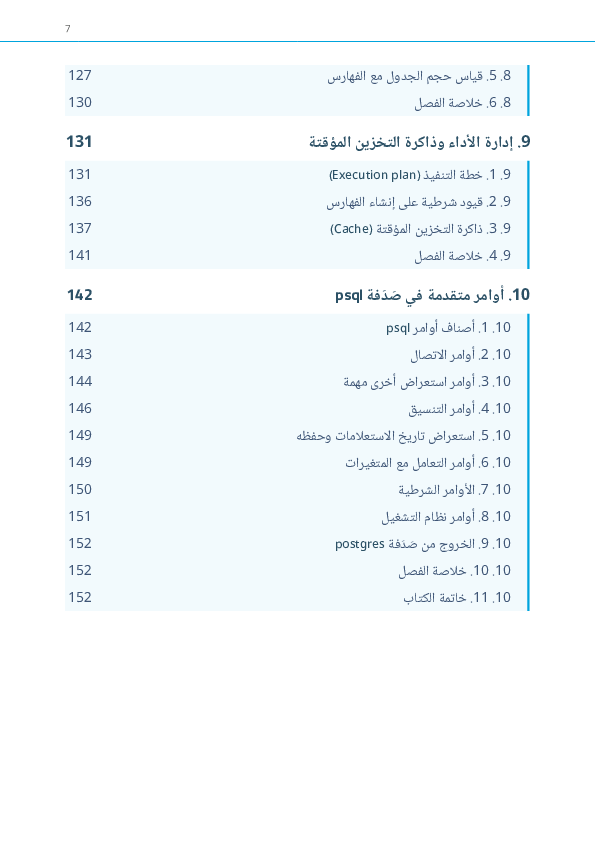 7
8. 5. قياس حجم الجدول مع الفهارس 127
8. 6. خلاصة الفصل 130
9. إدارة الأداء وذاكرة التخزين المؤقتة 131
9. 1. خطة التنفيذ (Execution plan) 131
9. 2. قيود شرطية على إنشاء الفهارس 136
9. 3. ذاكرة التخزين المؤقتة (Cache) 137
9. 4. خلاصة الفصل 141
10. أوامر متقدمة في صَدَفة psql 142
10. 1. أصناف أوامر psql 142
10. 2. أوامر الاتصال 143
10. 3. أوامر استعراض أخرى مهمة 144
10. 4. أوامر التنسيق 146
10. 5. استعراض تاريخ الاستعلامات وحفظه 149
10. 6. أوامر التعامل مع المتغيرات 149
10. 7. الأوامر الشرطية 150
10. 8. أوامر نظام التشغيل 151
10. 9. الخروج من صَدَفة postgres 152
10. 10. خلاصة الفصل 152
10. 11. خاتمة الكتاب 152